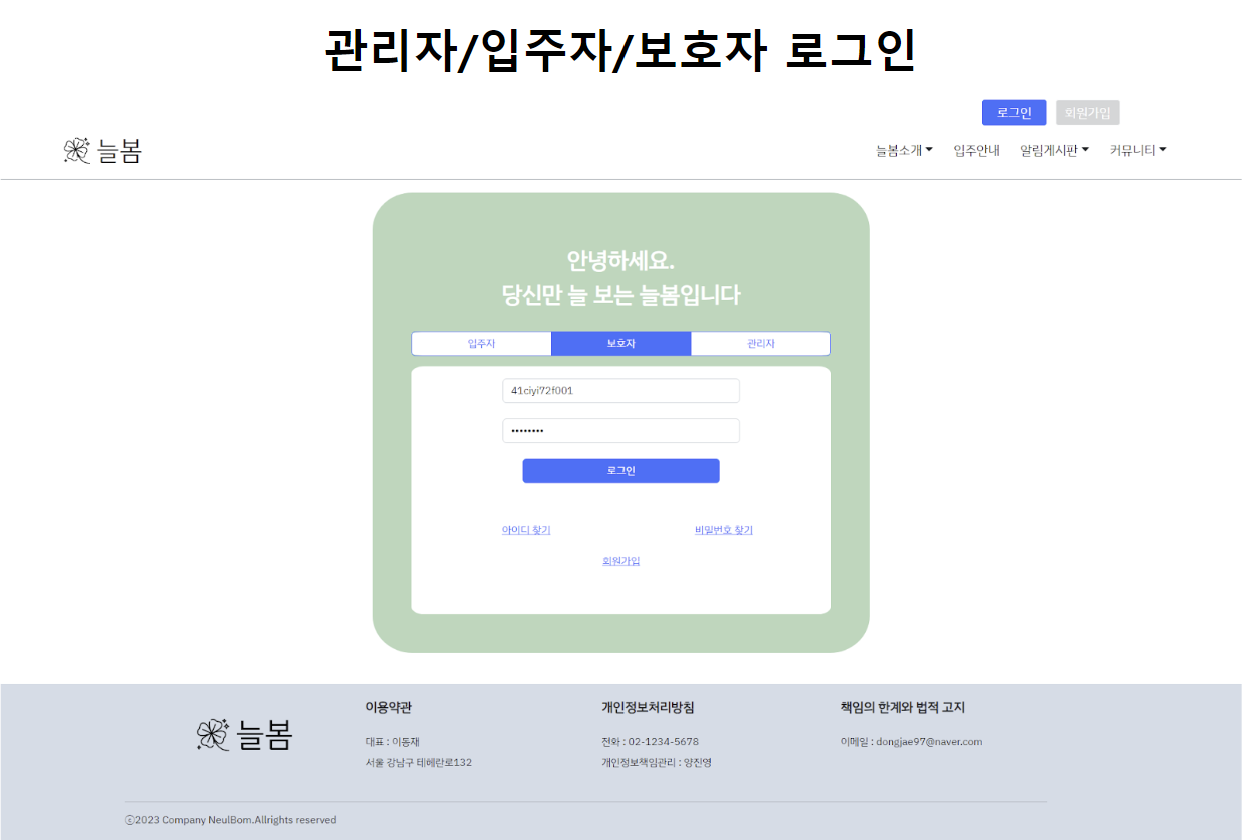 관리자/입주자/보호자 로그인
로그인 회원가입
늘봄 늘봄소개 입주안내 알림게시판 커뮤니티
안녕하세요.
당신만 늘 보는 늘봄입니다
입주자 보호자 관리자
41ciyi72f001
••••••••
로그인
아이디 찾기 비밀번호 찾기
회원가입
늘봄
이용약관
대표 : 이동재
서울 강남구 테헤란로132
개인정보처리방침
전화 : 02-1234-5678
개인정보책임관리 : 양진영
책임의 한계와 법적 고지
이메일 : dongjae97@naver.com
ⓒ2023 Company NeulBom.Allrights reserved